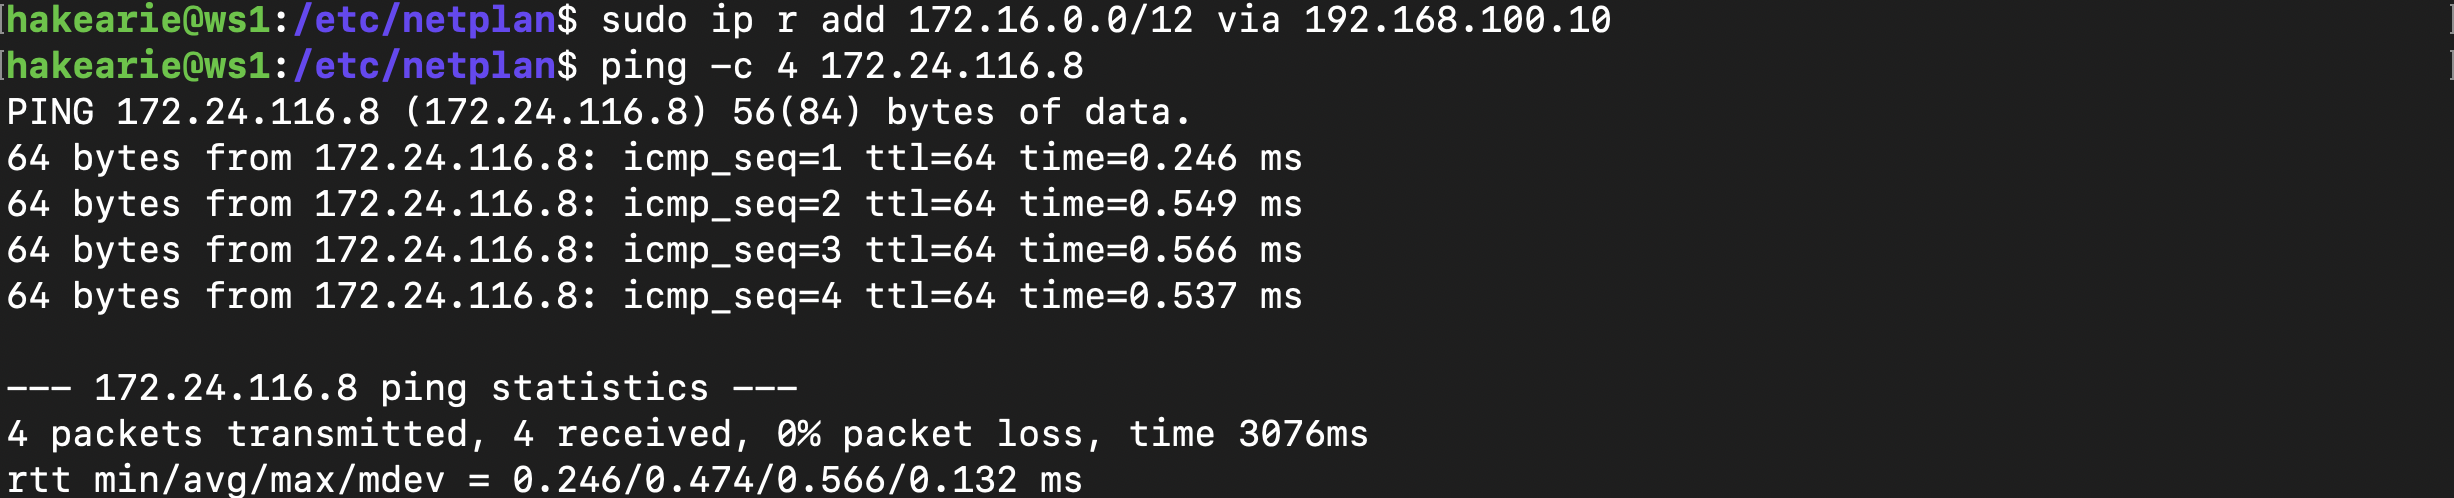 hakearie@ws1:/etc/netplan$ sudo ip r add 172.16.0.0/12 via 192.168.100.10
hakearie@ws1:/etc/netplan$ ping -c 4 172.24.116.8
PING 172.24.116.8 (172.24.116.8) 56(84) bytes of data.
64 bytes from 172.24.116.8: icmp_seq=1 ttl=64 time=0.246 ms
64 bytes from 172.24.116.8: icmp_seq=2 ttl=64 time=0.549 ms
64 bytes from 172.24.116.8: icmp_seq=3 ttl=64 time=0.566 ms
64 bytes from 172.24.116.8: icmp_seq=4 ttl=64 time=0.537 ms

--- 172.24.116.8 ping statistics ---
4 packets transmitted, 4 received, 0% packet loss, time 3076ms
rtt min/avg/max/mdev = 0.246/0.474/0.566/0.132 ms